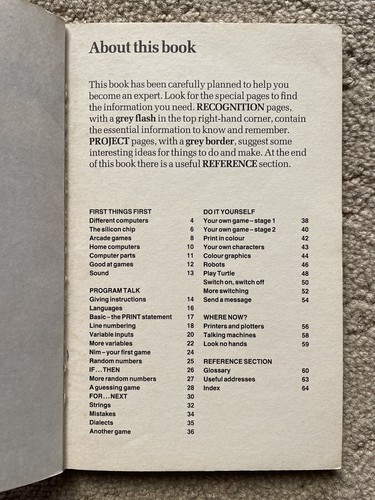 About this book
This book has been carefully planned to help you
become an expert. Look for the special pages to find
the information you need. RECOGNITION pages,
with a grey flash in the top right-hand corner, contain
the essential information to know and remember.
PROJECT pages, with a grey border, suggest some
interesting ideas for things to do and make. At the end
of this book there is a useful REFERENCE section.
FIRST THINGS FIRST
Different computers 4
The silicon chip 6
Arcade games 8
Home computers 10
Computer parts 11
Good at games 12
Sound 13
PROGRAM TALK
Giving instructions 14
Languages 16
Basic – the PRINT statement 17
Line numbering 18
Variable inputs 20
More variables 22
Nim – your first game 24
Random numbers 25
IF...THEN 26
More random numbers 27
A guessing game 28
FOR...NEXT 30
Strings 32
Mistakes 34
Dialects 35
Another game 36
DO IT YOURSELF
Your own game – stage 1 38
Your own game – stage 2 40
Print in colour 42
Your own characters 43
Colour graphics 44
Robots 46
Play Turtle 48
Switch on, switch off 50
More switching 52
Send a message 54
WHERE NOW?
Printers and plotters 56
Talking machines 58
Look no hands 59
REFERENCE SECTION
Glossary 60
Useful addresses 63
Index 64